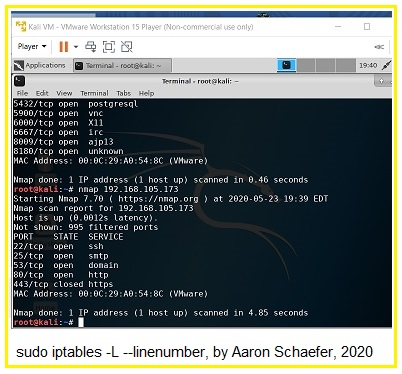 Kali VM - VMware Workstation 15 Player (Non-commercial use only)
Player
Applications
Terminal - root@kali: ~
19:40
Terminal - root@kali: ~
File Edit View Terminal Tabs Help
5432/tcp open postgresql
5900/tcp open vnc
6000/tcp open X11
6667/tcp open irc
8009/tcp open ajp13
8180/tcp open unknown
MAC Address: 00:0C:29:A0:54:8C (VMware)
Nmap done: 1 IP address (1 host up) scanned in 0.46 seconds
root@kali:~# nmap 192.168.105.173
Starting Nmap 7.70 ( https://nmap.org ) at 2020-05-23 19:39 EDT
Nmap scan report for 192.168.105.173
Host is up (0.0012s latency).
Not shown: 995 filtered ports
PORT STATE SERVICE
22/tcp open ssh
25/tcp open smtp
53/tcp open domain
80/tcp open http
443/tcp closed https
MAC Address: 00:0C:29:A0:54:8C (VMware)
Nmap done: 1 IP address (1 host up) scanned in 4.85 seconds
root@kali:~#
sudo iptables -L --linenumber, by Aaron Schaefer, 2020